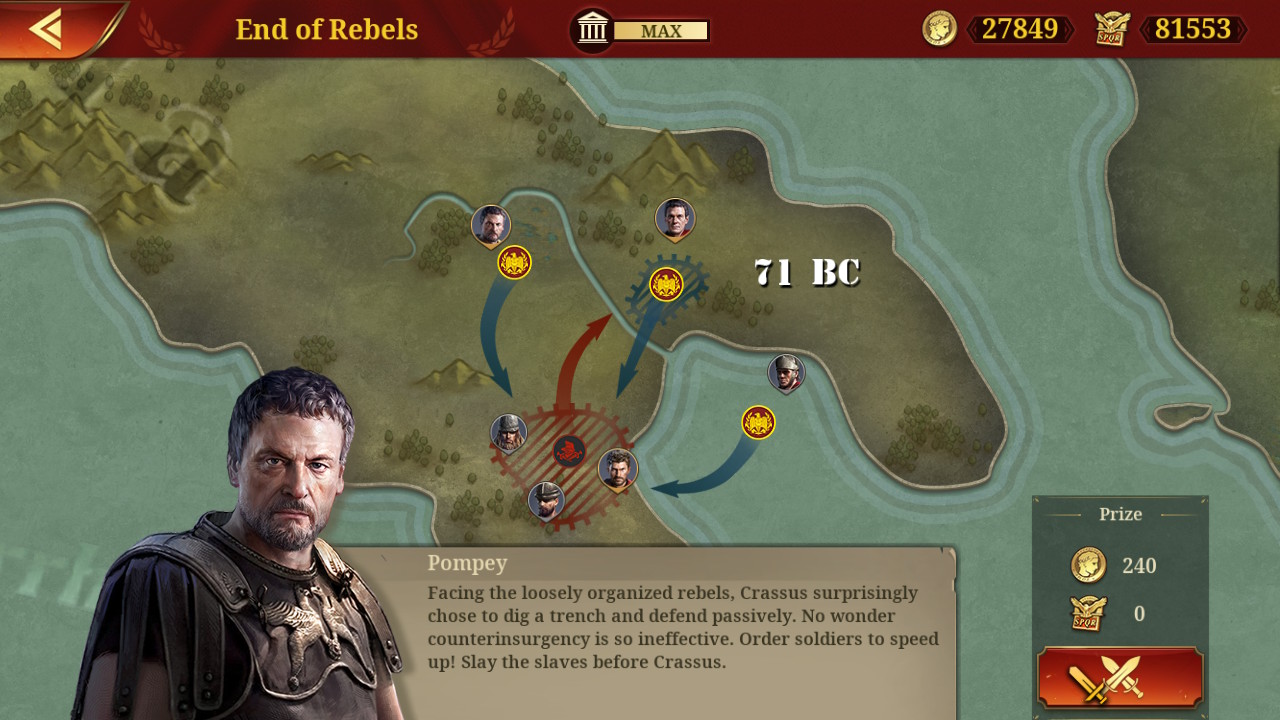 End of Rebels
MAX
27849
SPQR
81553
a
71 BC
Pompey
Facing the loosely organized rebels, Crassus surprisingly
chose to dig a trench and defend passively. No wonder
counterinsurgency is so ineffective. Order soldiers to speed
up! Slay the slaves before Crassus.
Prize
240
SPQR
0